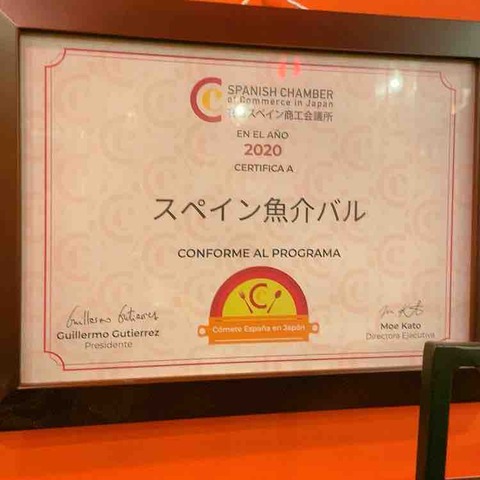 SPANISH CHAMBER
of Commerce in Japan
スペイン商工会議所
EN EL AÑO
2020
CERTIFICA A
スペイン魚介バル
CONFORME AL PROGRAMA
Cómete España en Japón
Guillermo Gutierrez
Guillermo Gutierrez
Presidente
Moe Kato
Directora Ejecutiva